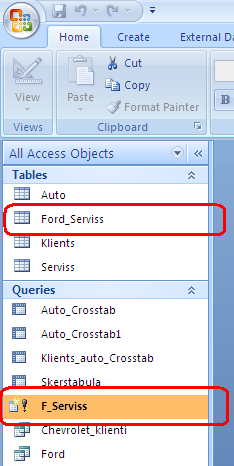 Home
Create
External Da
View
Views
Paste
Cut
Copy
Format Painter
Clipboard
B
All Access Objects
Tables
Auto
Ford_Serviss
Klients
Serviss
Queries
Auto_Crosstab
Auto_Crosstab1
Klients_auto_Crosstab
Skerstabula
F_Serviss
Chevrolet_klienti
Ford